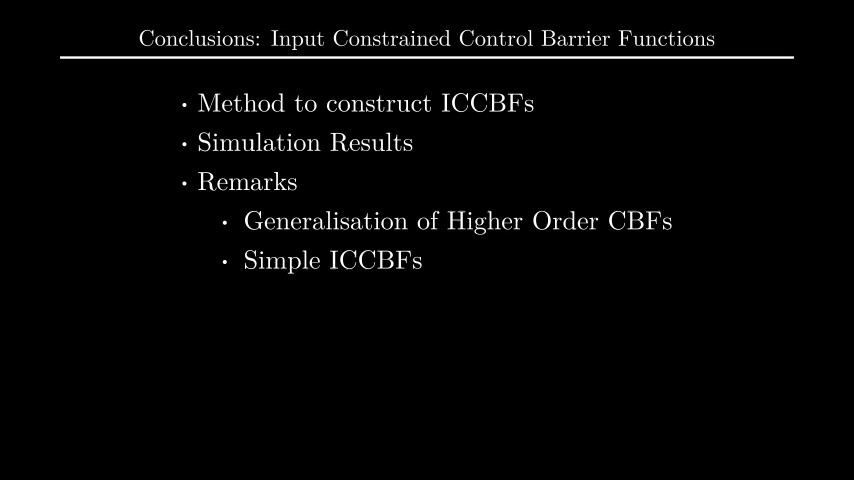 Conclusions: Input Constrained Control Barrier Functions
· Method to construct ICCBFs
· Simulation Results
· Remarks
· Generalisation of Higher Order CBFs
· Simple ICCBFs